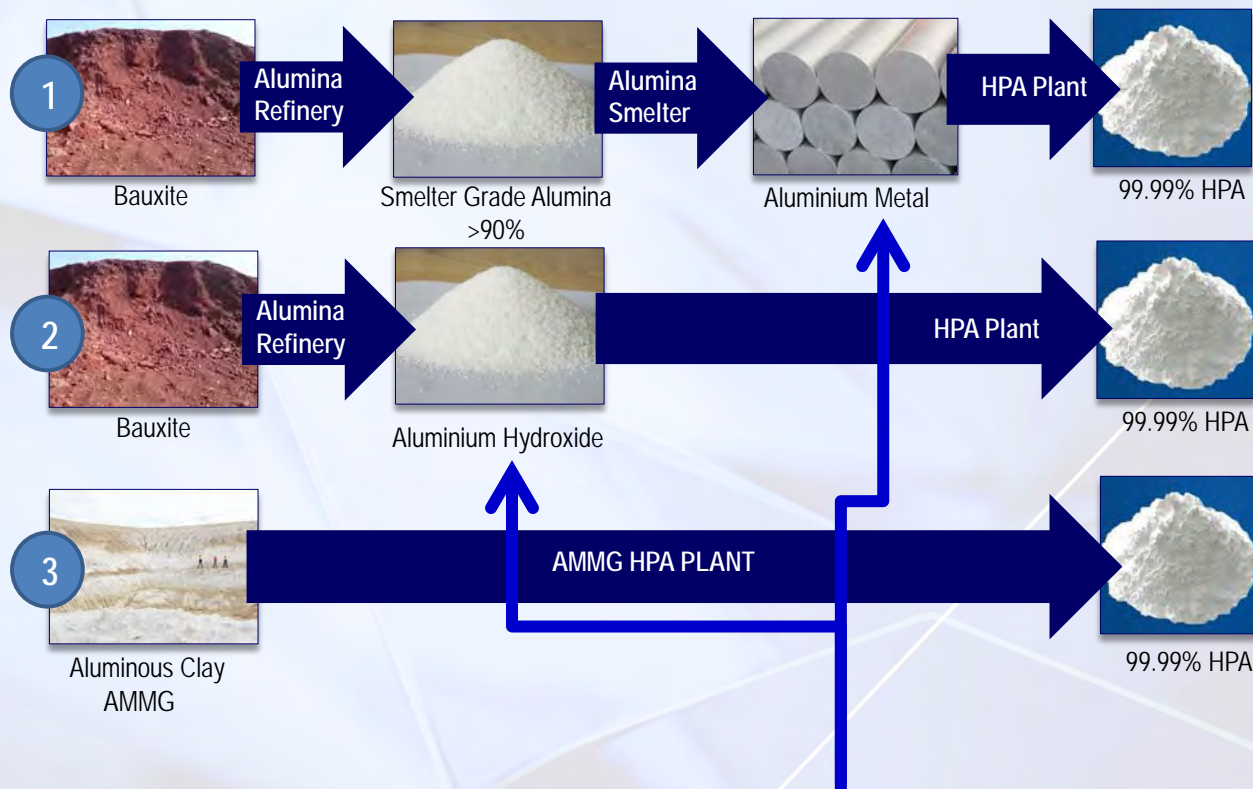 1
Alumina
Refinery
Alumina
Smelter
HPA Plant
Bauxite
Smelter Grade Alumina
>90%
Aluminium Metal
99.99% HPA
2
Alumina
Refinery
HPA Plant
Bauxite
Aluminium Hydroxide
99.99% HPA
3
AMMG HPA PLANT
Aluminous Clay
AMMG
99.99% HPA